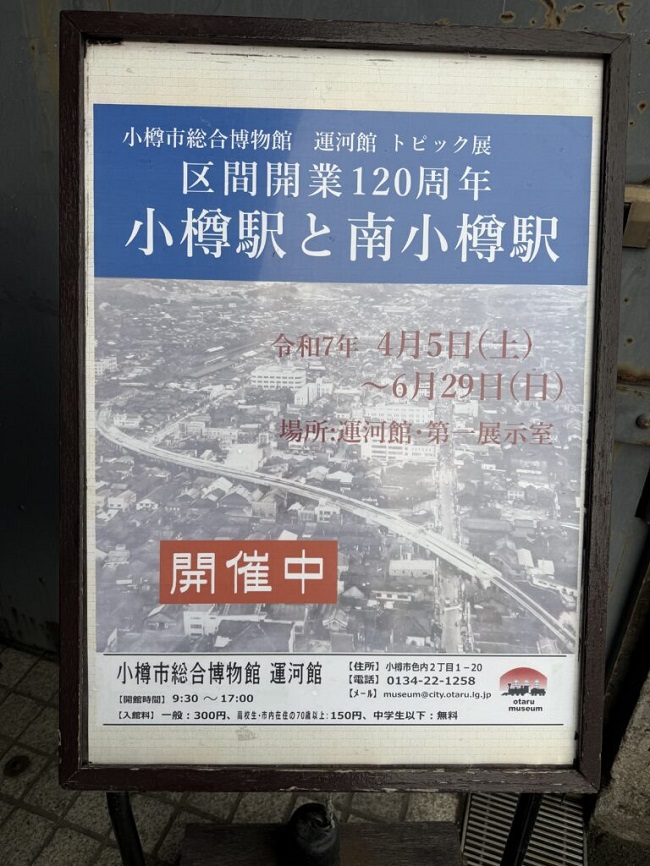 小樽市総合博物館　運河館 トピック展
区間開業120周年
小樽駅と南小樽駅
令和7年 4月5日(土)
～6月29日(日)
場所:運河館・第一展示室
開催中
小樽市総合博物館 運河館
【開館時間】9:30 ～17:00
【入館料】一般：300円、高校生・市内在住の70歳以上：150円、中学生以下：無料
【住所】小樽市色内２丁目１－20
【電話】0134-22-1258
【メール】museum@city.otaru.lg.jp
otaru
museum